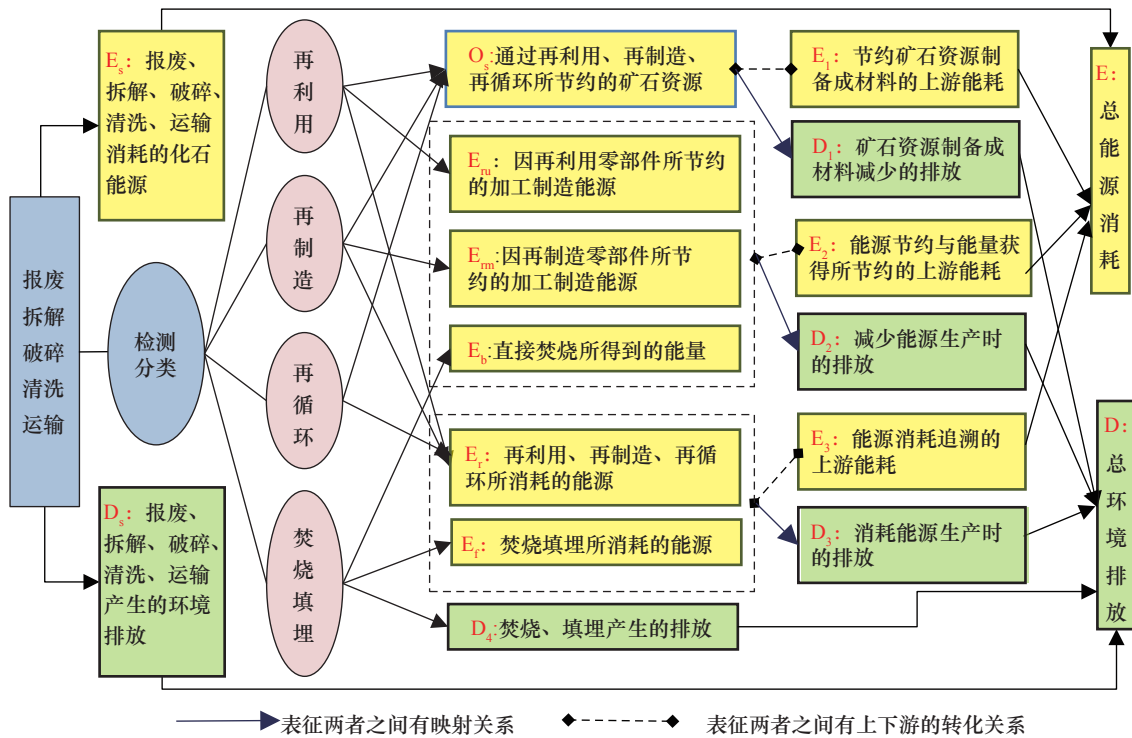 报废
拆解
破碎
清洗
运输
Es：报废、
拆解、破碎、
清洗、运输
消耗的化石
能源
检测
分类
Ds：报废、
拆解、破碎、
清洗、运输
产生的环境
排放
再
利
用
再
制
造
再
循
环
焚
烧
填
埋
Os:通过再利用、再制造、
再循环所节约的矿石资源
Eru：因再利用零部件所节约
的加工制造能源
Erm：因再制造零部件所节
约的加工制造能源
Eb:直接焚烧所得到的能量
Er：再利用、再制造、再循
环所消耗的能源
Ef：焚烧填埋所消耗的能源
D4:焚烧、填埋产生的排放
E1：节约矿石资源制
备成材料的上游能耗
D1：矿石资源制备成
材料减少的排放
E2：能源节约与能量获
得所节约的上游能耗
D2：减少能源生产时
的排放
E3：能源消耗追溯的
上游能耗
D3：消耗能源生产时
的排放
E：
总
能
源
消
耗
D：
总
环
境
排
放
表征两者之间有映射关系
表征两者之间有上下游的转化关系